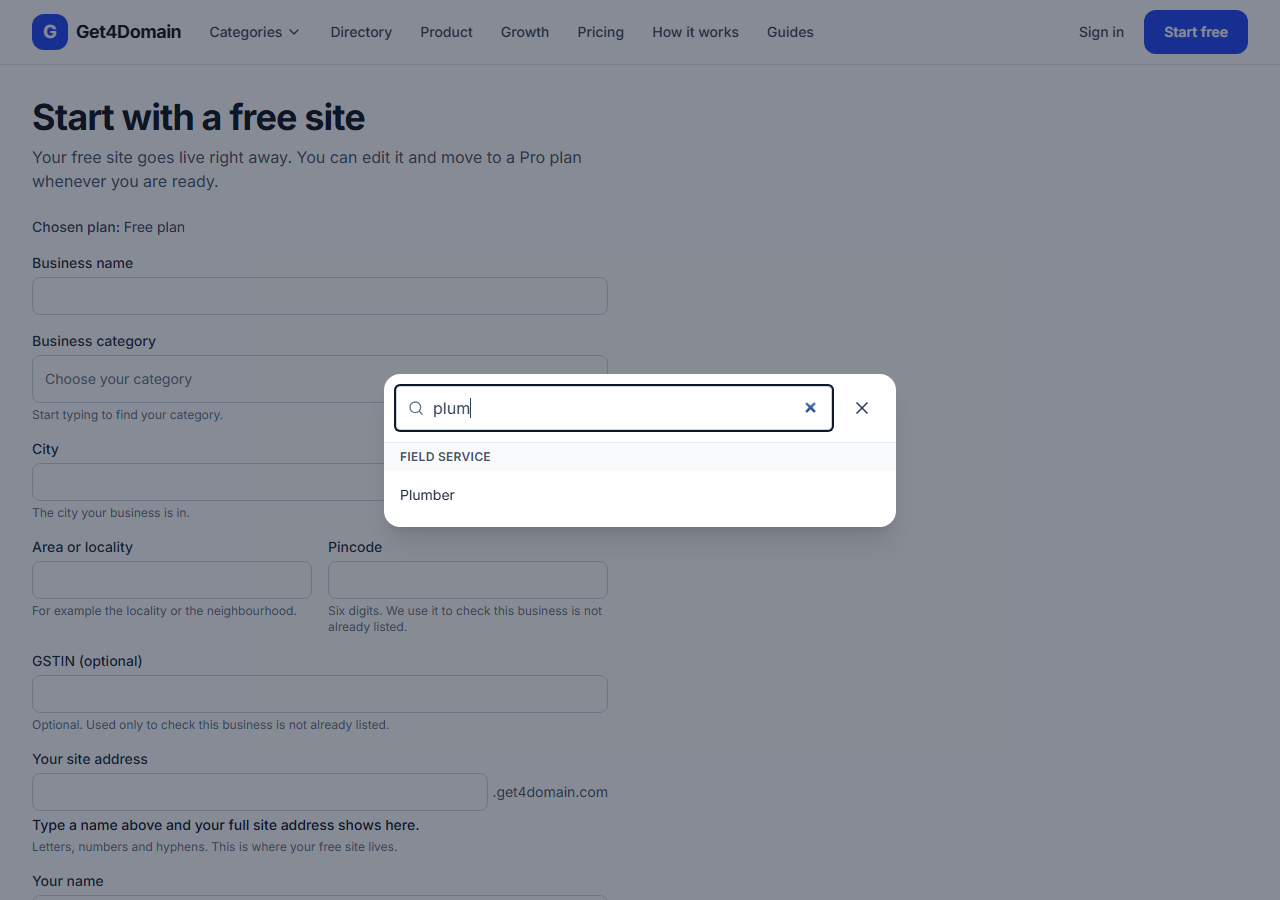 G Get4Domain Categories Directory Product Growth Pricing How it works Guides Sign in Start free
Start with a free site
Your free site goes live right away. You can edit it and move to a Pro plan
whenever you are ready.
Chosen plan: Free plan
Business name
Business category
Choose your category
Start typing to find your category.
plum
FIELD SERVICE
Plumber
City
The city your business is in.
Area or locality Pincode
For example the locality or the neighbourhood. Six digits. We use it to check this business is not
already listed.
GSTIN (optional)
Optional. Used only to check this business is not already listed.
Your site address
.get4domain.com
Type a name above and your full site address shows here.
Letters, numbers and hyphens. This is where your free site lives.
Your name